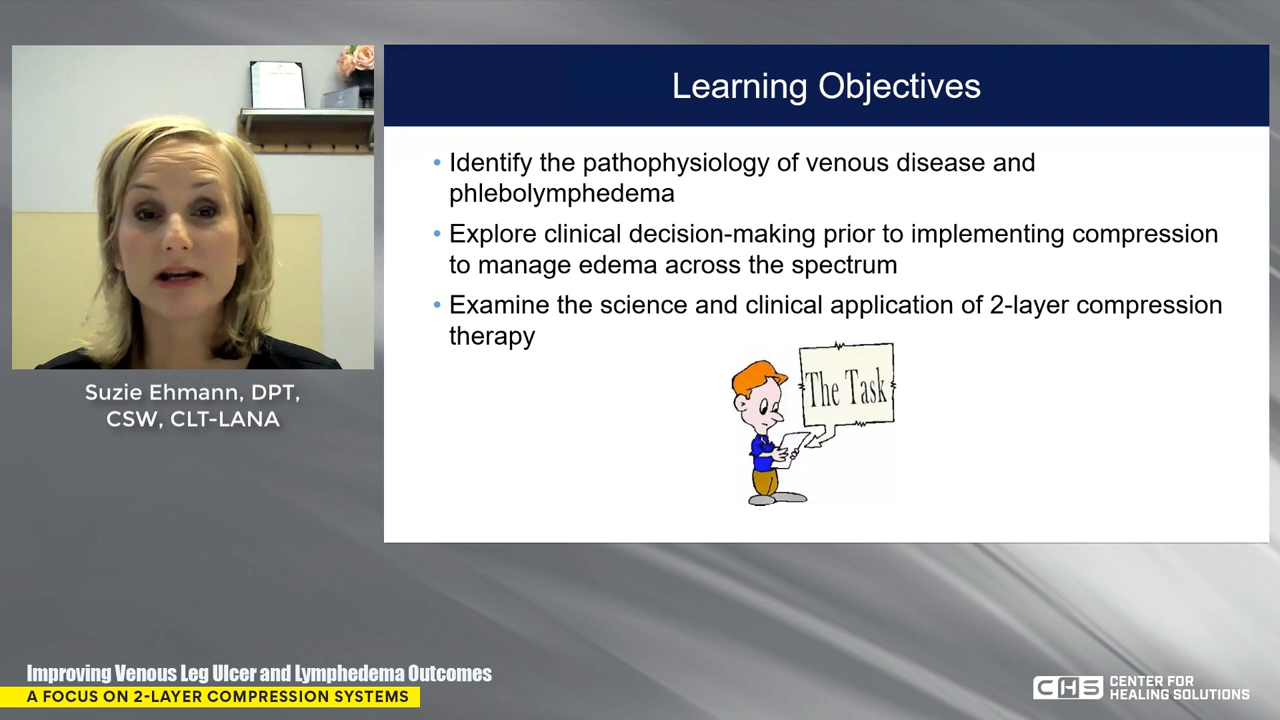 Learning Objectives
• Identify the pathophysiology of venous disease and
phlebolymphedema
• Explore clinical decision-making prior to implementing compression
to manage edema across the spectrum
• Examine the science and clinical application of 2-layer compression
therapy
The Task
Suzie Ehmann, DPT,
CSW, CLT-LANA
Improving Venous Leg Ulcer and Lymphedema Outcomes
A FOCUS ON 2-LAYER COMPRESSION SYSTEMS
CHS CENTER FOR
HEALING SOLUTIONS